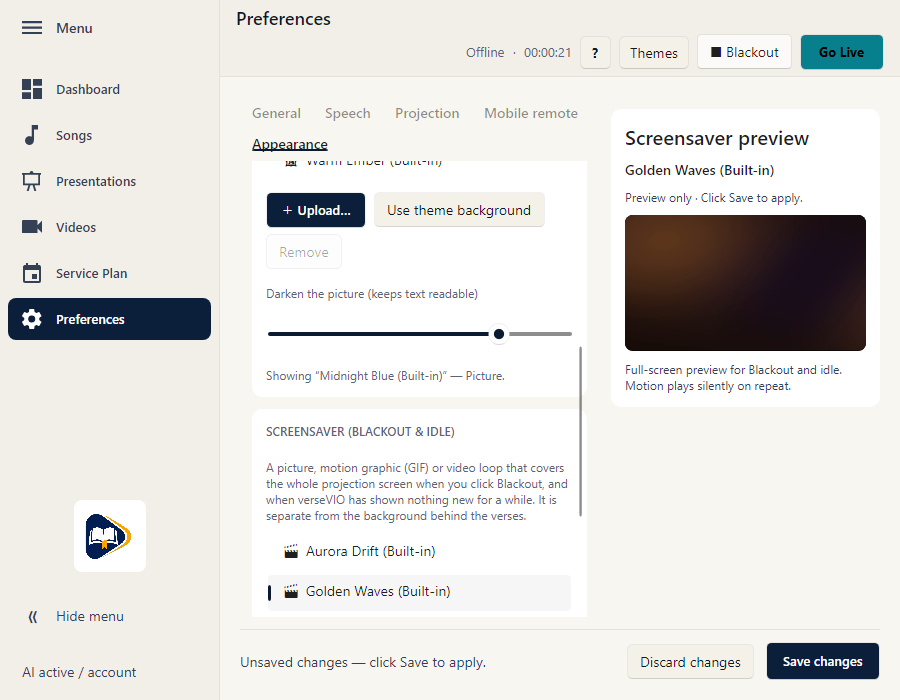 Menu
Dashboard
Songs
Presentations
Videos
Service Plan
Preferences
Hide menu
AI active / account
Preferences
Offline · 00:00:21
?
Themes
Blackout
Go Live
General
Speech
Projection
Mobile remote
Appearance
Warm Ember (Built-in)
+ Upload...
Use theme background
Remove
Darken the picture (keeps text readable)
Showing “Midnight Blue (Built-in)” — Picture.
SCREENSAVER (BLACKOUT & IDLE)
A picture, motion graphic (GIF) or video loop that covers
the whole projection screen when you click Blackout, and
when verseVIO has shown nothing new for a while. It is
separate from the background behind the verses.
Aurora Drift (Built-in)
Golden Waves (Built-in)
Screensaver preview
Golden Waves (Built-in)
Preview only · Click Save to apply.
Full-screen preview for Blackout and idle.
Motion plays silently on repeat.
Unsaved changes — click Save to apply.
Discard changes
Save changes